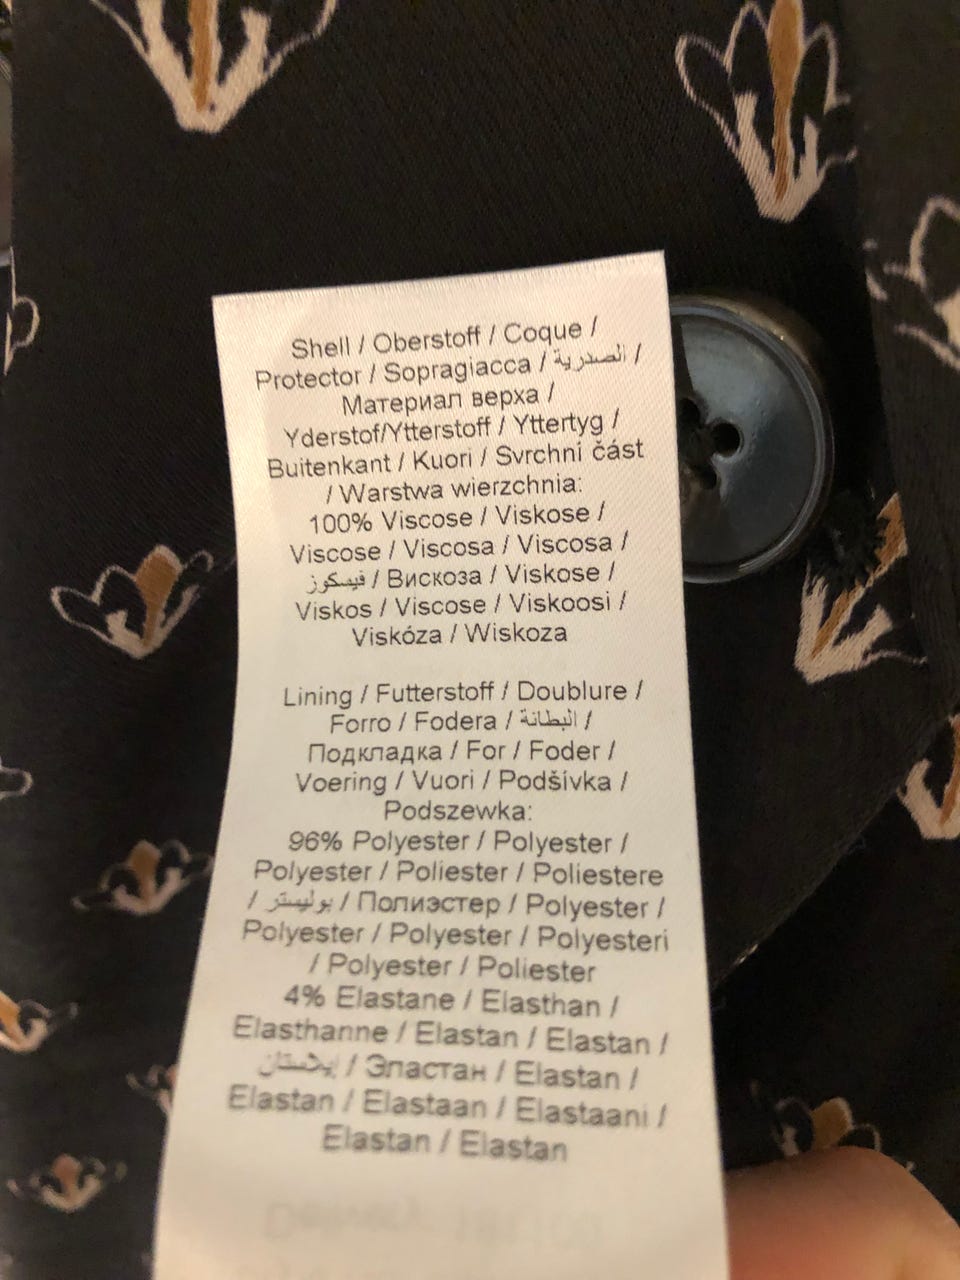 Shell / Oberstoff / Coque /
Protector / Sopragiacca / الصدرية /
Материал верха /
Yderstof/Ytterstoff / Yttertyg /
Buitenkant / Kuori / Svrchní část
/ Warstwa wierzchnia:
100% Viscose / Viskose /
Viscose / Viscosa / Viscosa /
فيسكوز / Вискоза / Viskose /
Viskos / Viscose / Viskoosi /
Viskóza / Wiskoza
Lining / Futterstoff / Doublure /
Forro / Fodera / البطانة /
Подкладка / For / Foder /
Voering / Vuori / Podšívka /
Podszewka:
96% Polyester / Polyester /
Polyester / Poliester / Poliestere
/ بوليستر / Полиэстер / Polyester /
Polyester / Polyester / Polyesteri
/ Polyester / Poliester
4% Elastane / Elasthan /
Elasthanne / Elastan / Elastan /
إيلاستان / Эластан / Elastan /
Elastan / Elastaan / Elastaani /
Elastan / Elastan